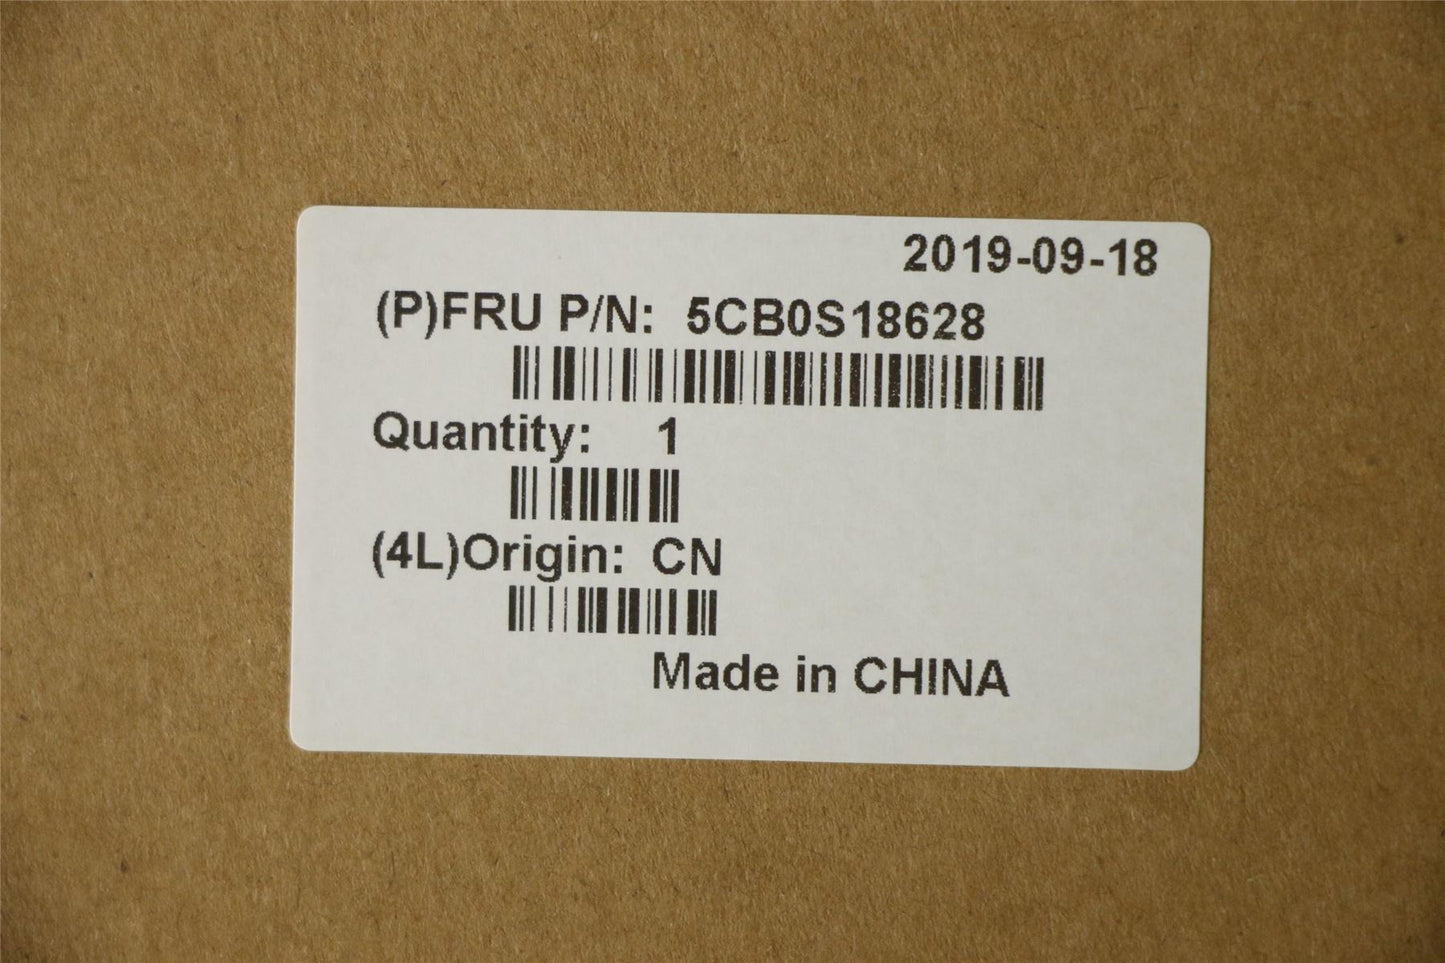 2019-09-18
(P)FRU P/N: 5CB0S18628
Quantity: 1
(4L)Origin: CN
Made in CHINA